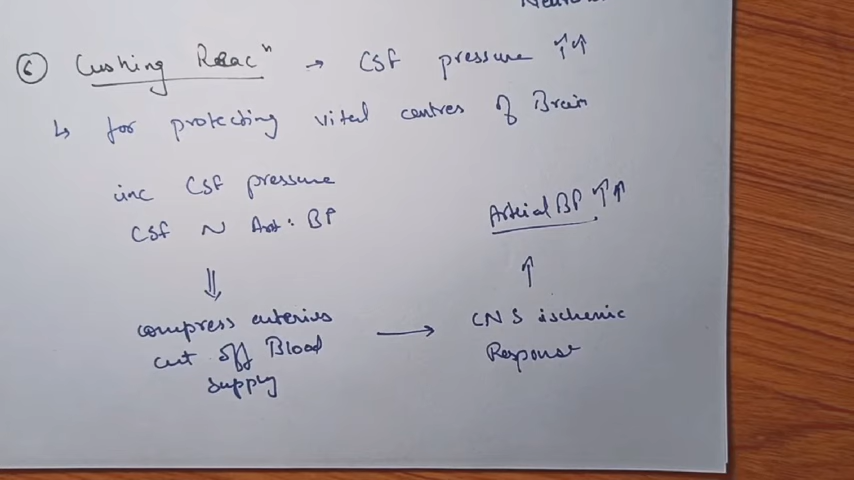 ⑥ Cushing Reacⁿ → CSF pressure ↑↑
↳ for protecting vital centres of Brain
inc CSF pressure
CSF ~ Art. BP
⇓
compress arteries
cut off Blood
supply
→ CNS ischemic
Response
↑
Arterial BP ↑↑